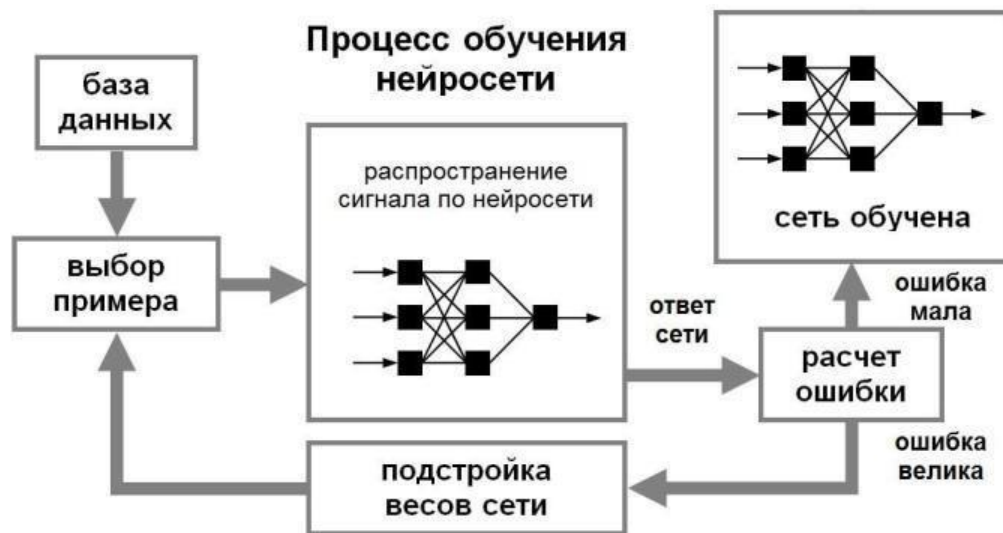 Процесс обучения
нейросети
база
данных
выбор
примера
распространение
сигнала по нейросети
ответ
сети
расчет
ошибки
ошибка
мала
сеть обучена
ошибка
велика
подстройка
весов сети